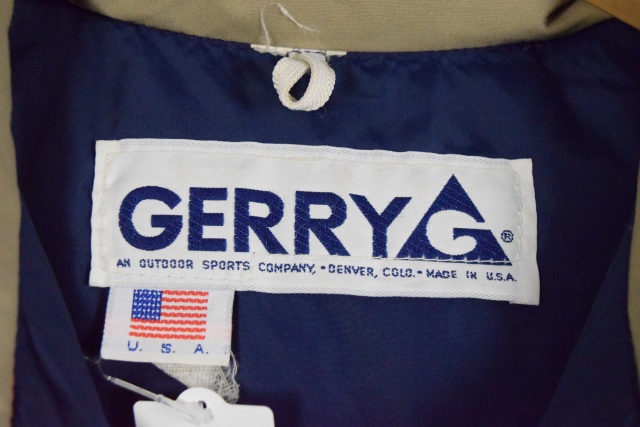 GERRY G ®
AN OUTDOOR SPORTS COMPANY, • DENVER, COLO. • MADE IN U.S.A.
U. S. A.